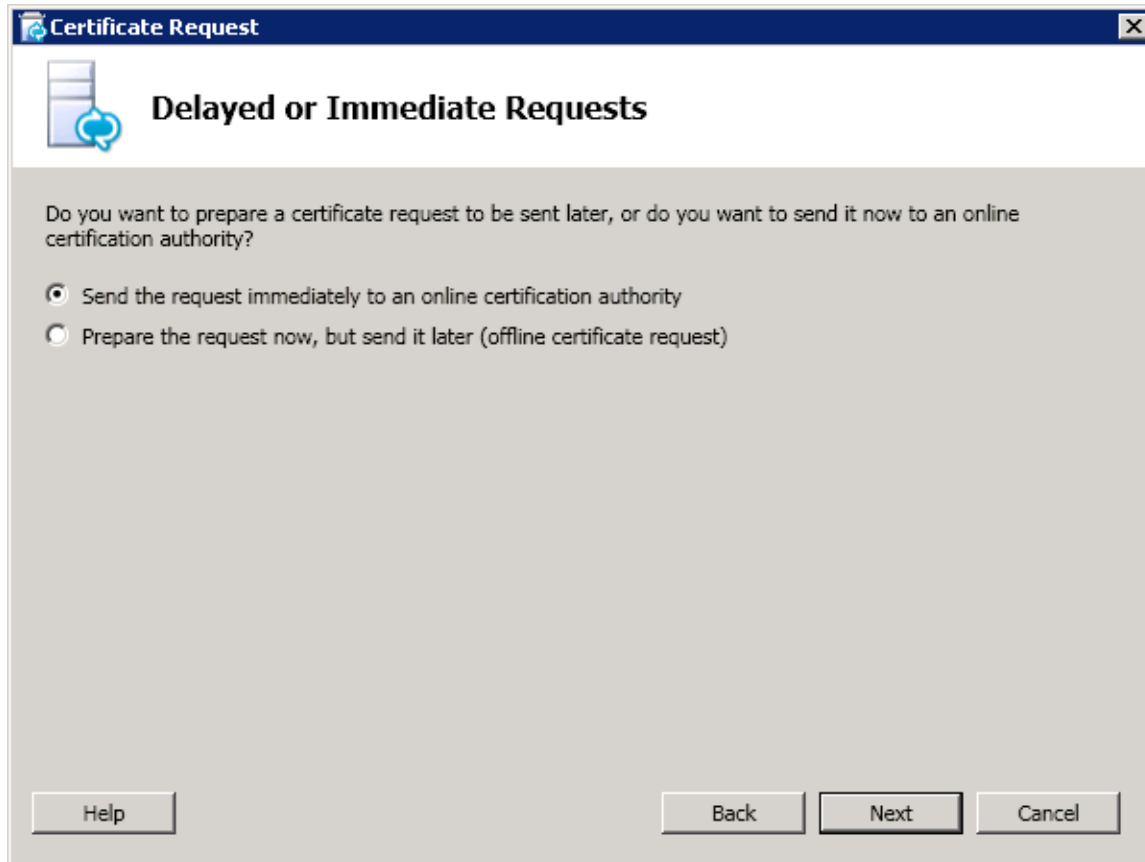 Certificate Request
Delayed or Immediate Requests
Do you want to prepare a certificate request to be sent later, or do you want to send it now to an online
certification authority?
Send the request immediately to an online certification authority
Prepare the request now, but send it later (offline certificate request)
Help Back Next Cancel